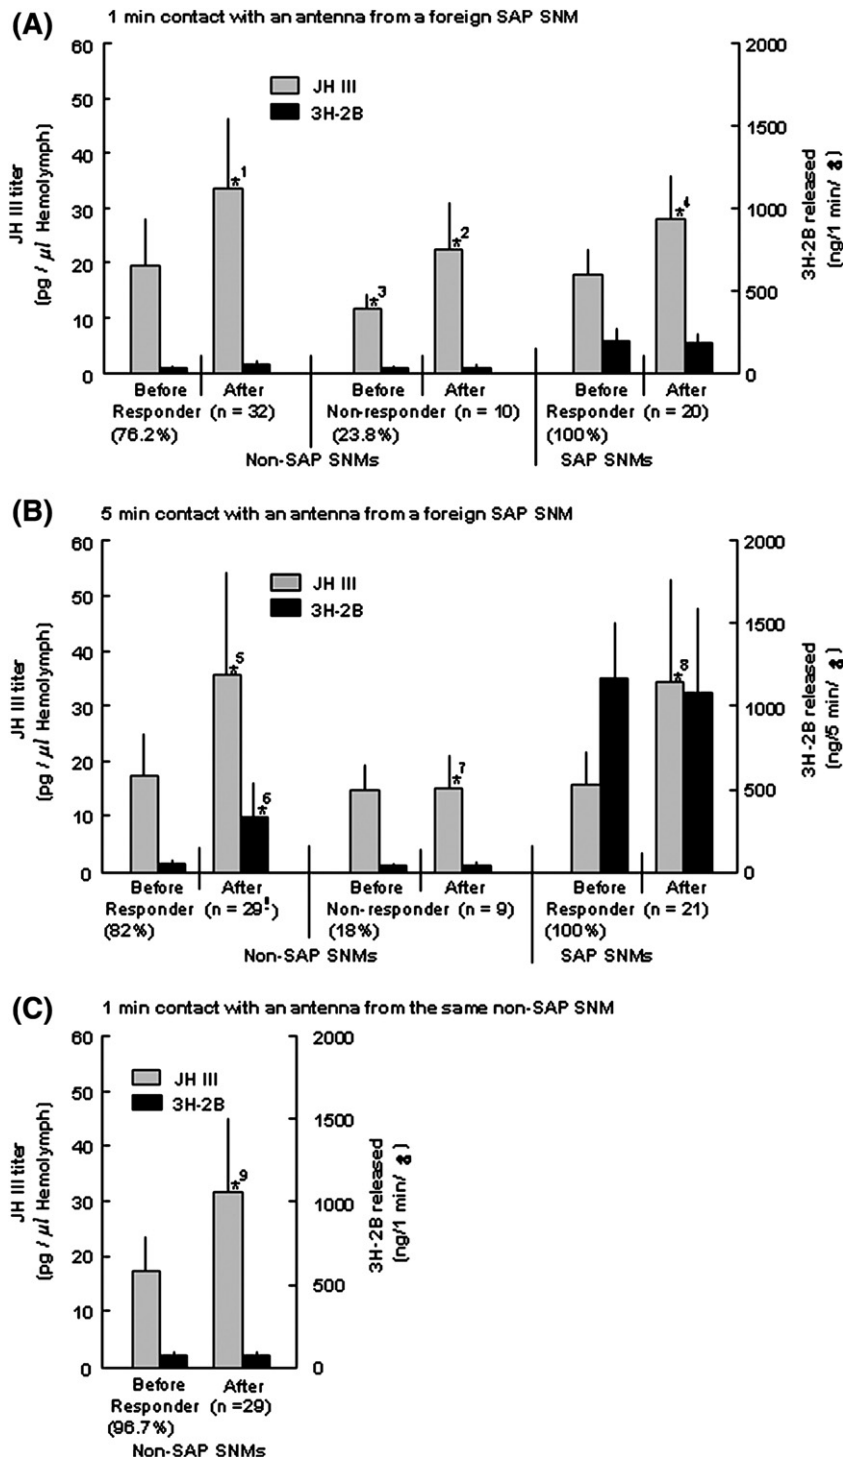 (A) 1 min contact with an antenna from a foreign SAP SNM
60
50
40
30
20
10
0
JH III titer
(pg / μl Hemolymph)
JH III
3H-2B
*1
*2
*3
*4
2000
1500
1000
500
0
3H-2B released
(ng/1 min/
Before After Before After Before After
Responder (n = 32) Non-responder (n = 10) Responder (n = 20)
(76.2%) (23.8%) (100%)
Non-SAP SNMs SAP SNMs
(B) 5 min contact with an antenna from a foreign SAP SNM
60
50
40
30
20
10
0
JH III titer
(pg / μl Hemolymph)
JH III
3H-2B
*5
*6
*7
*8
2000
1500
1000
500
0
3H-2B released
(ng/5 min/
Before After Before After Before After
Responder (n = 29 ) Non-responder (n = 9) Responder (n = 21)
(82%) (18%) (100%)
Non-SAP SNMs SAP SNMs
(C) 1 min contact with an antenna from the same non-SAP SNM
60
50
40
30
20
10
0
JH III titer
(pg / μl Hemolymph)
JH III
3H-2B
*9
2000
1500
1000
500
0
3H-2B released
(ng/1 min/
Before After
Responder (n =29)
(96.7%)
Non-SAP SNMs